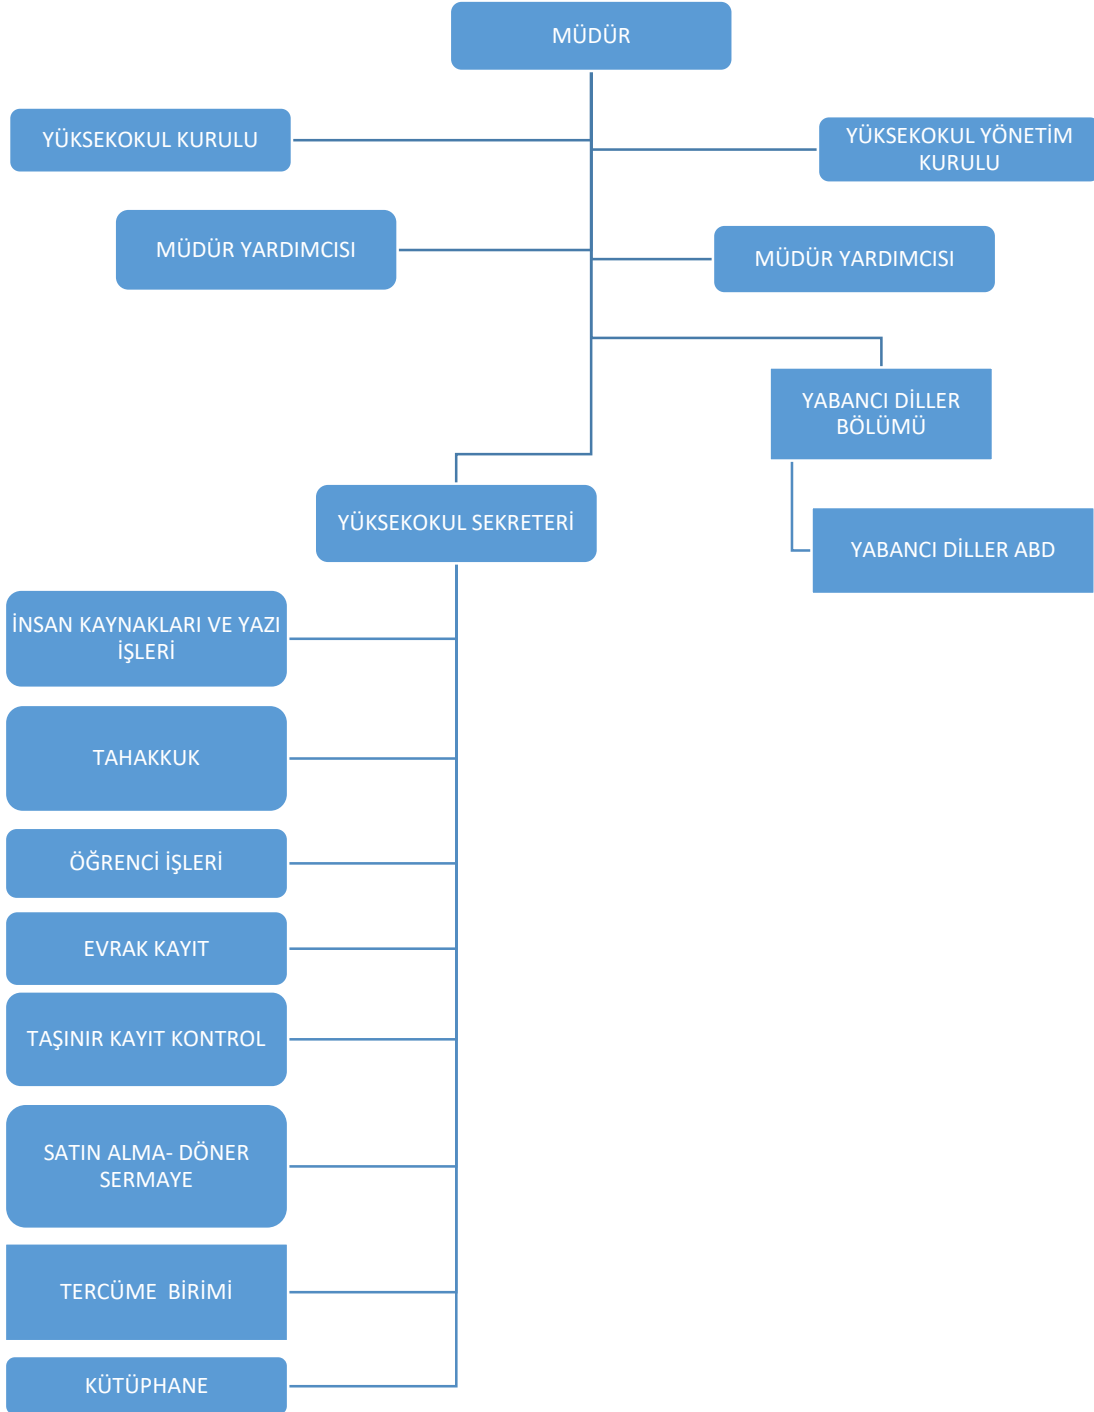 MÜDÜR
YÜKSEKOKUL KURULU
YÜKSEKOKUL YÖNETİM
KURULU
MÜDÜR YARDIMCISI
MÜDÜR YARDIMCISI
YABANCI DİLLER
BÖLÜMÜ
YÜKSEKOKUL SEKRETERİ
YABANCI DİLLER ABD
İNSAN KAYNAKLARI VE YAZI
İŞLERİ
TAHAKKUK
ÖĞRENCİ İŞLERİ
EVRAK KAYIT
TAŞINIR KAYIT KONTROL
SATIN ALMA- DÖNER
SERMAYE
TERCÜME  BİRİMİ
KÜTÜPHANE